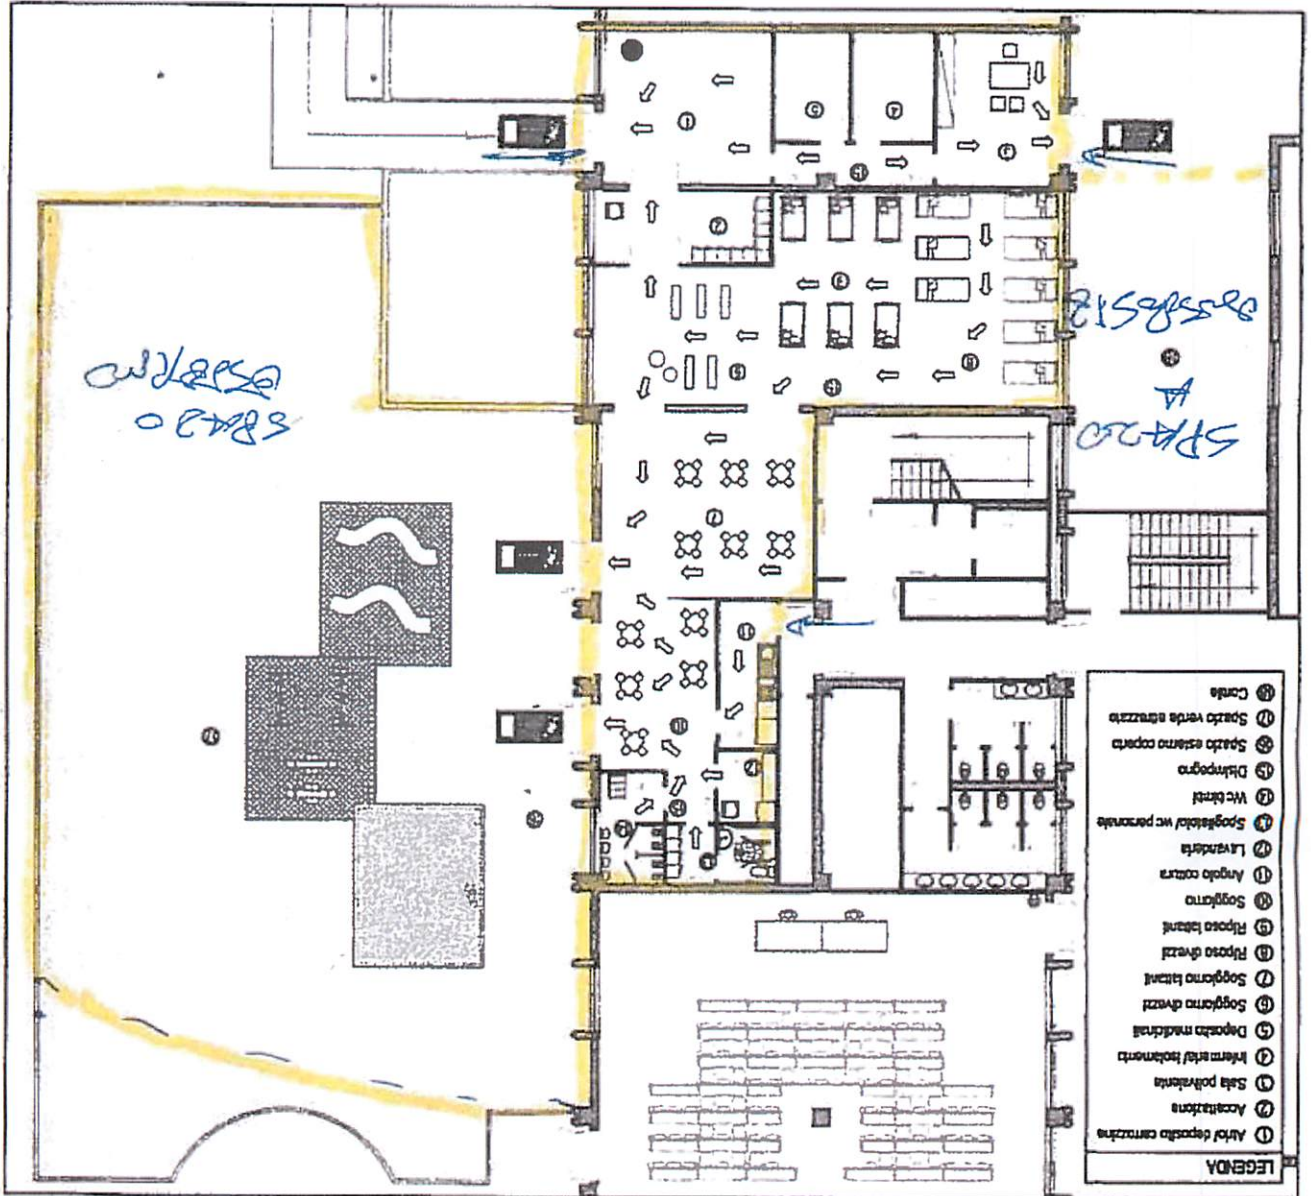 LEGENDA
① Atrio/ deposito carrozzine
② Accettazione
③ Sala polivalente
④ Infermeria/ isolamento
⑤ Deposito medicinali
⑥ Soggiorno divezzi
⑦ Soggiorno lattanti
⑧ Riposo divezzi
⑨ Riposo lattanti
⑩ Soggiorno
⑪ Angolo cottura
⑫ Lavanderia
⑬ Spogliatoio/ wc personale
⑭ Wc bimbi
⑮ Disimpegno
⑯ Spazio esterno coperto
⑰ Spazio verde attrezzato
⑱ Cortile
SPAZIO
A
SPAZIO
ESTERNO